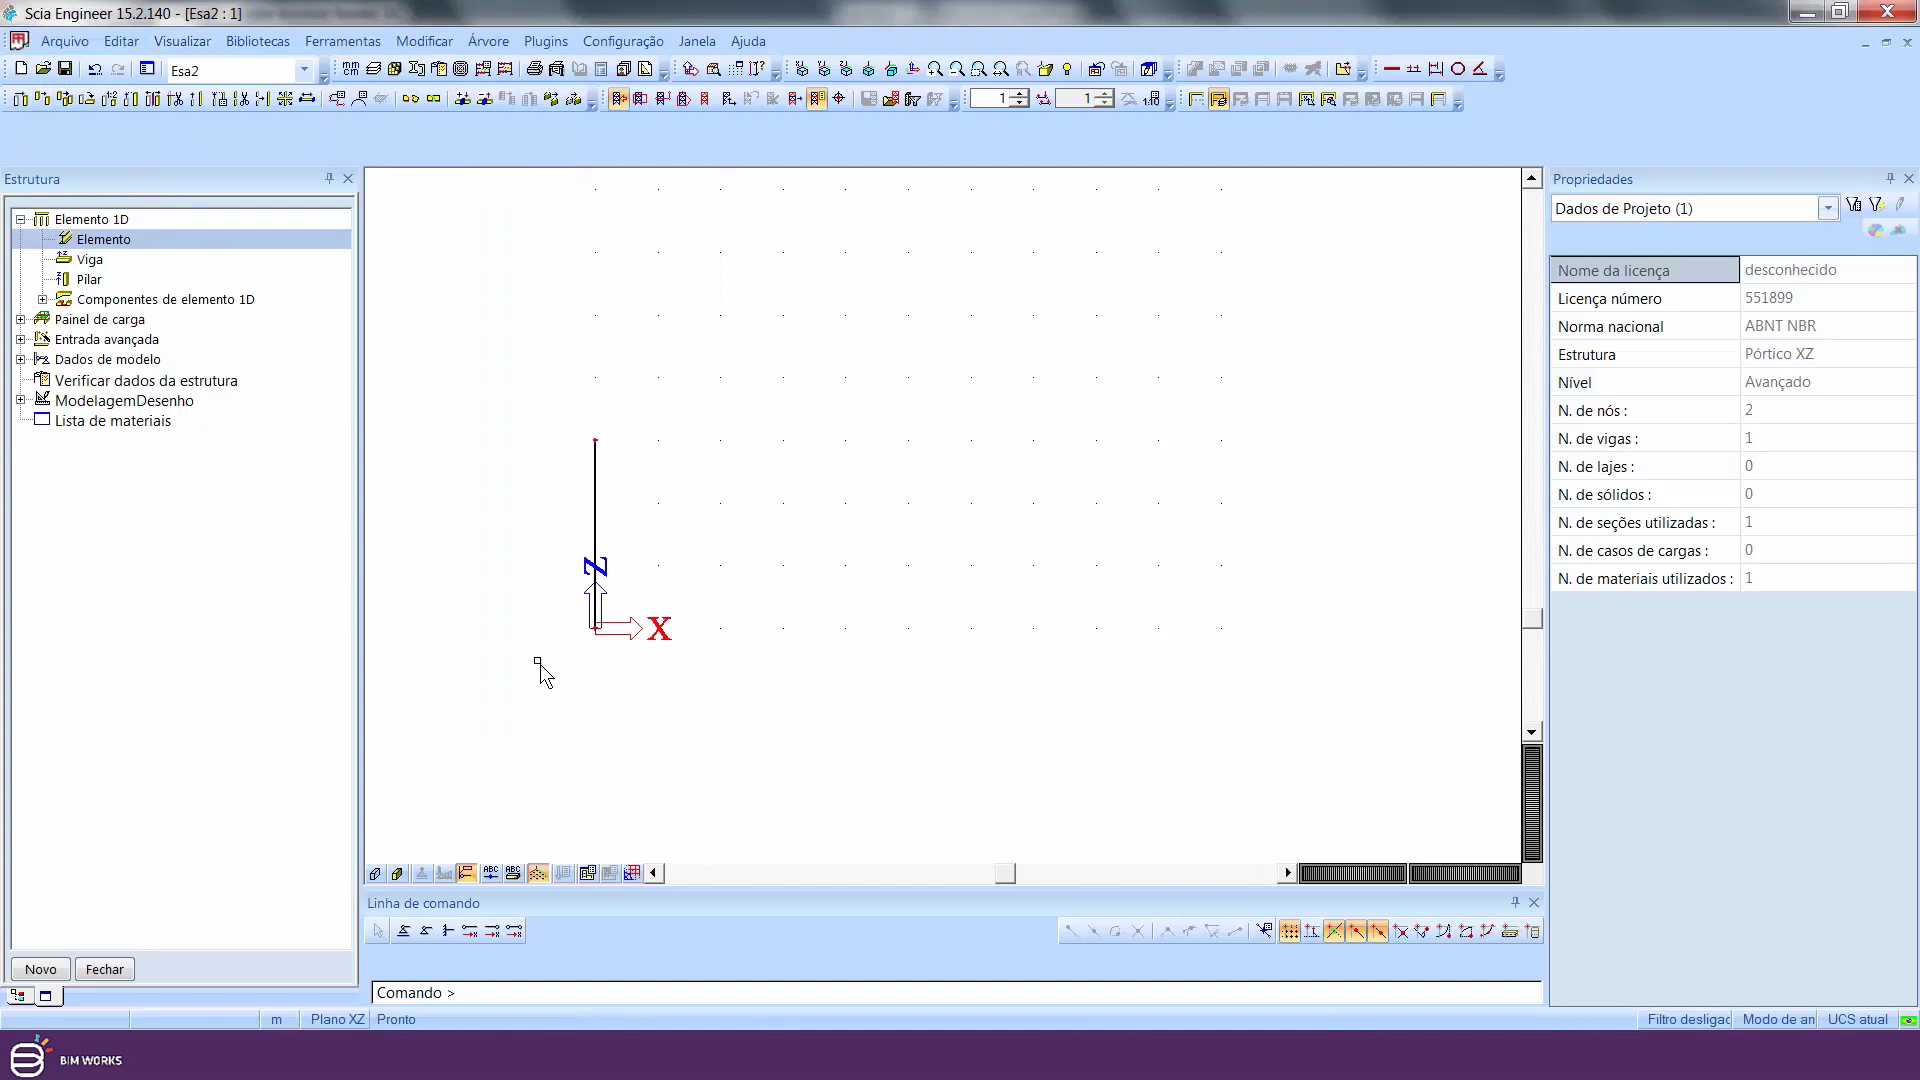 Scia Engineer 15.2.140 - [Esa2 : 1]
Arquivo Editar Visualizar Bibliotecas Ferramentas Modificar Árvore Plugins Configuração Janela Ajuda
Esa2
1 1
Estrutura
Elemento 1D
Elemento
Viga
Pilar
Componentes de elemento 1D
Painel de carga
Entrada avançada
Dados de modelo
Verificar dados da estrutura
ModelagemDesenho
Lista de materiais
Novo Fechar
Z
X
Propriedades
Dados de Projeto (1)
Nome da licença desconhecido
Licença número 551899
Norma nacional ABNT NBR
Estrutura Pórtico XZ
Nível Avançado
N. de nós : 2
N. de vigas : 1
N. de lajes : 0
N. de sólidos : 0
N. de seções utilizadas : 1
N. de casos de cargas : 0
N. de materiais utilizados : 1
ABC ABC
Linha de comando
Comando >
m Plano XZ Pronto Filtro desligac Modo de an UCS atual
BIM WORKS